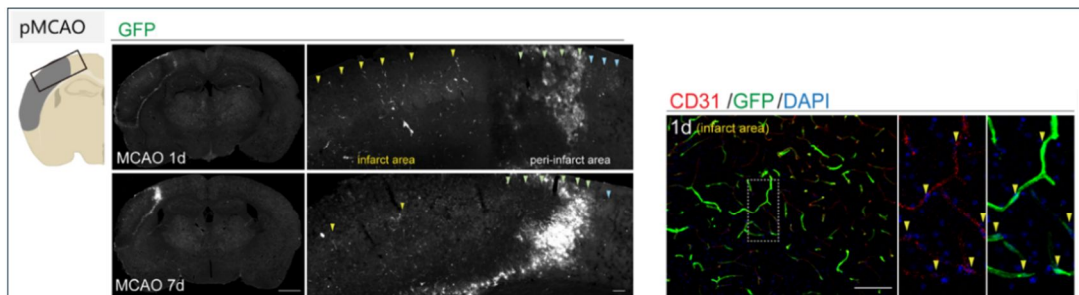 pMCAO
GFP
MCAO 1d
infarct area
peri-infarct area
MCAO 7d
CD31 /GFP/DAPI
1d (infarct area)